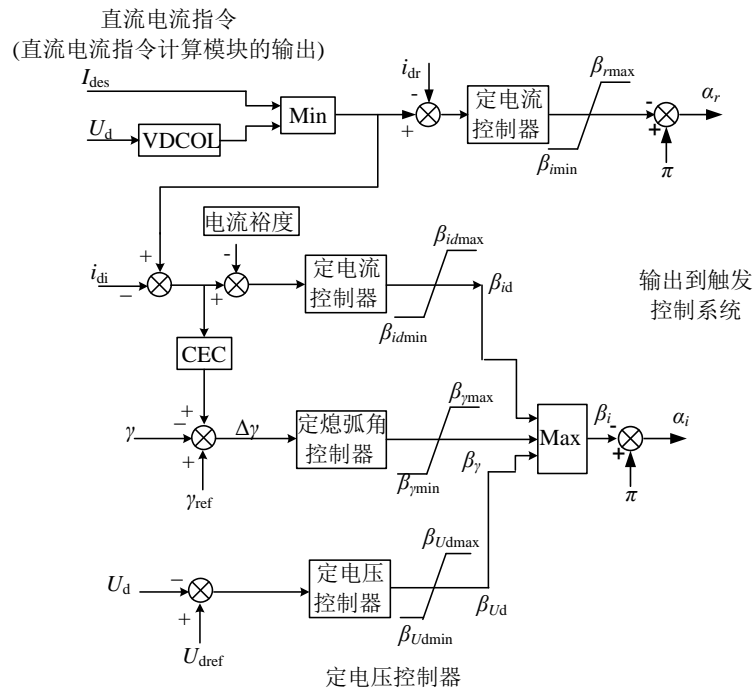 直流电流指令
(直流电流指令计算模块的输出)
I_des
i_dr
β_rmax
U_d
VDCOL
Min
-
+
定电流
控制器
β_imin
-
+
α_r
π
电流裕度
+
-
i_di
−
+
定电流
控制器
β_idmax
β_idmin
β_id
输出到触发
控制系统
CEC
+
−
γ
Δγ
+
γ_ref
定熄弧角
控制器
β_γmax
β_γmin
β_γ
Max
β_i
-
+
α_i
π
U_d
−
+
U_dref
定电压
控制器
β_Udmax
β_Udmin
β_Ud
定电压控制器